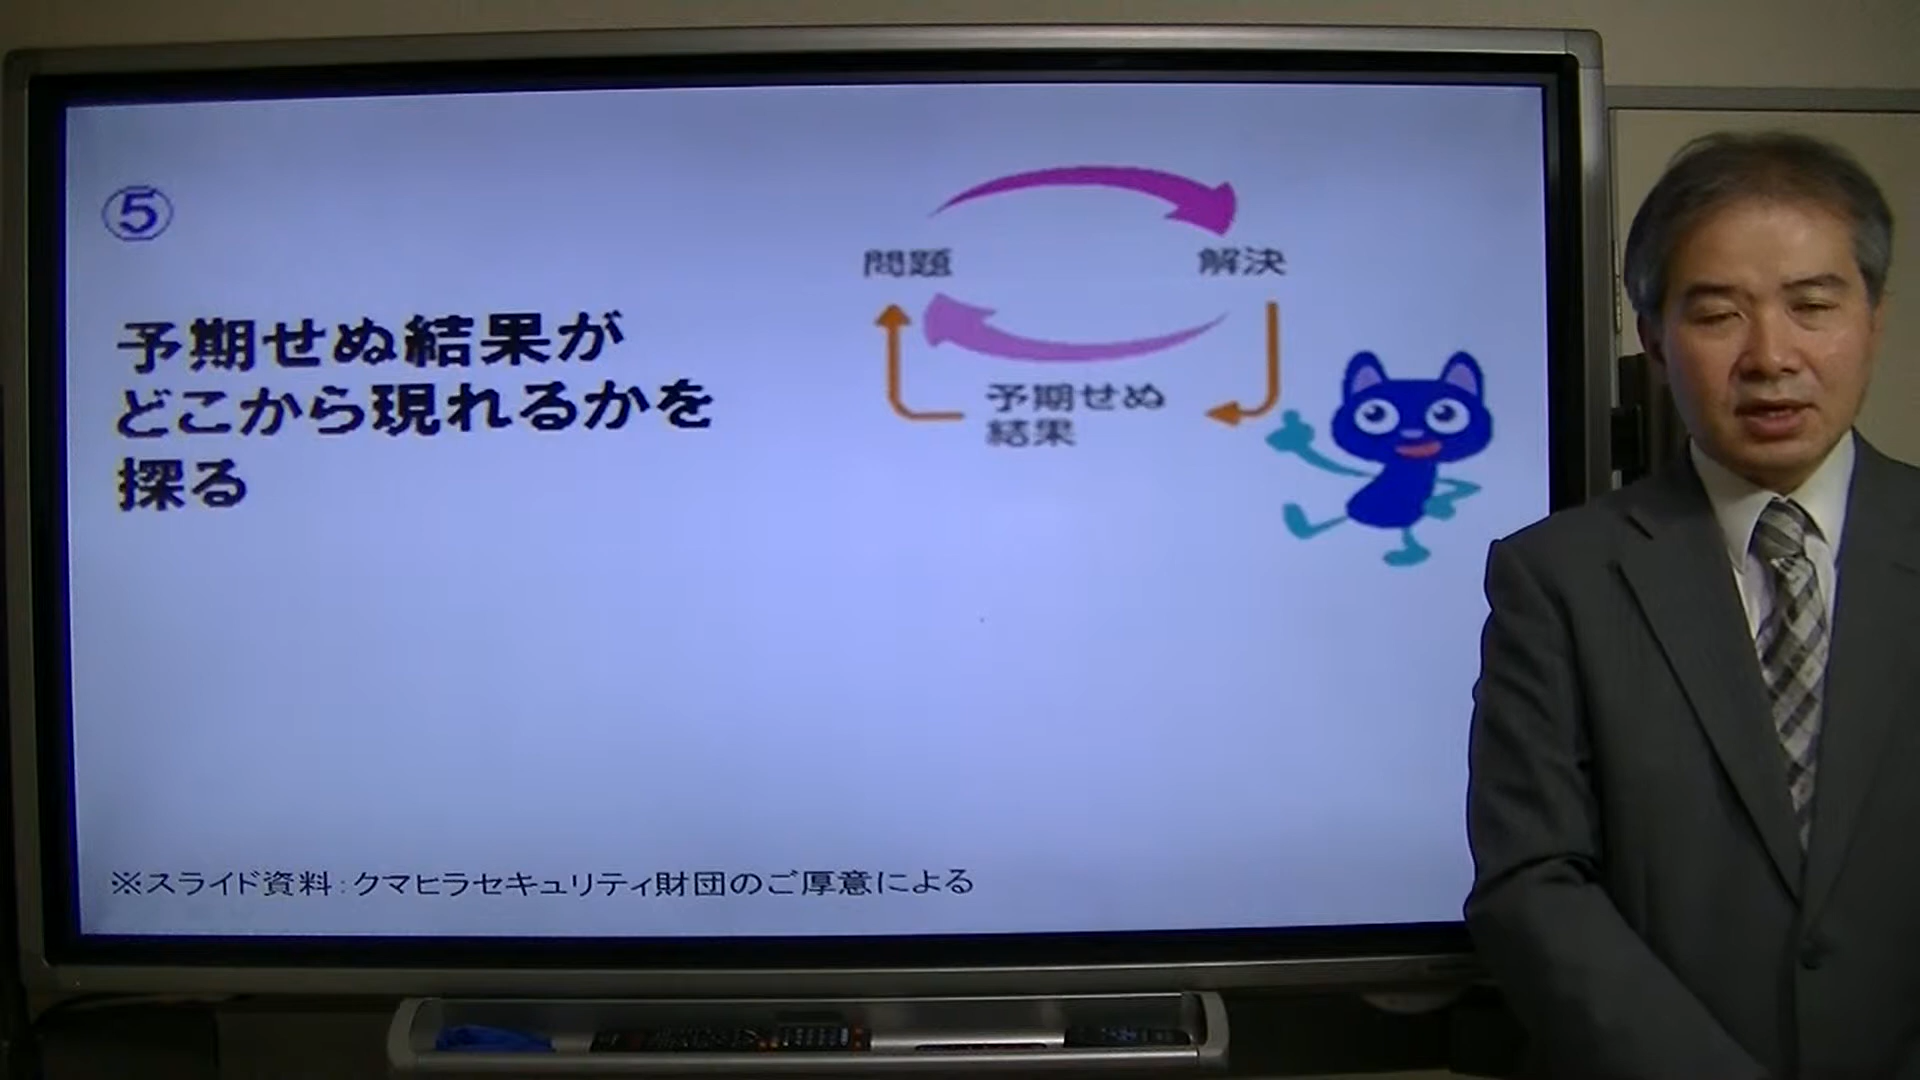 ⑤
予期せぬ結果が
どこから現れるかを
探る
問題
解決
予期せぬ
結果
※スライド資料：クマヒラセキュリティ財団のご厚意による